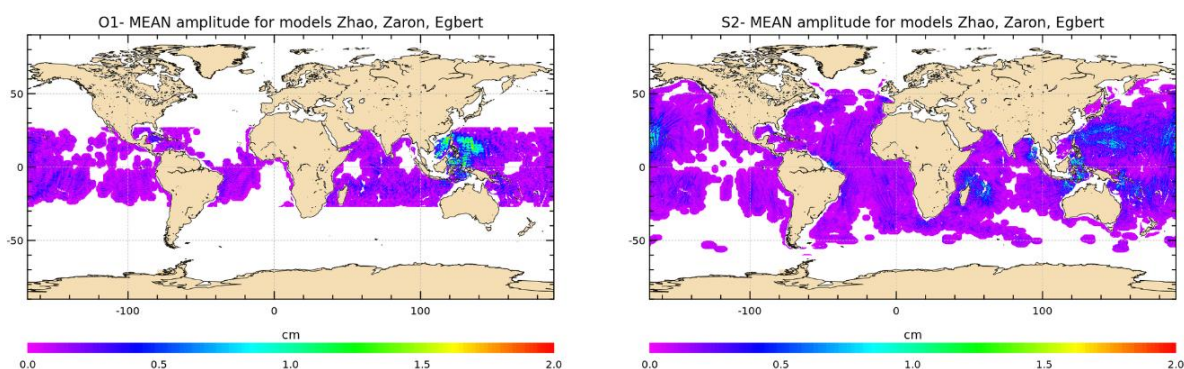 O1- MEAN amplitude for models Zhao, Zaron, Egbert
50
0
-50
-100 0 100
cm
0.0 0.5 1.0 1.5 2.0
S2- MEAN amplitude for models Zhao, Zaron, Egbert
50
0
-50
-100 0 100
cm
0.0 0.5 1.0 1.5 2.0